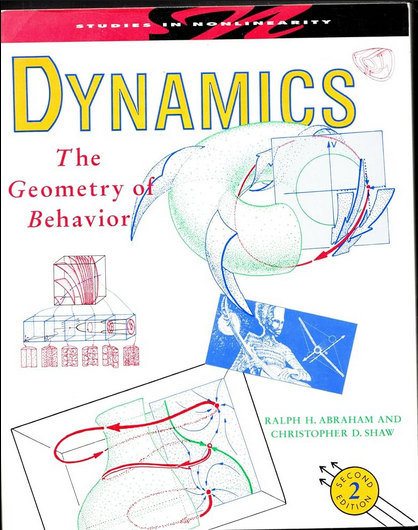 STUDIES IN NONLINEARITY
DYNAMICS
The
Geometry of
Behavior
V
RALPH H. ABRAHAM AND
CHRISTOPHER D. SHAW
SECOND
2
EDITION